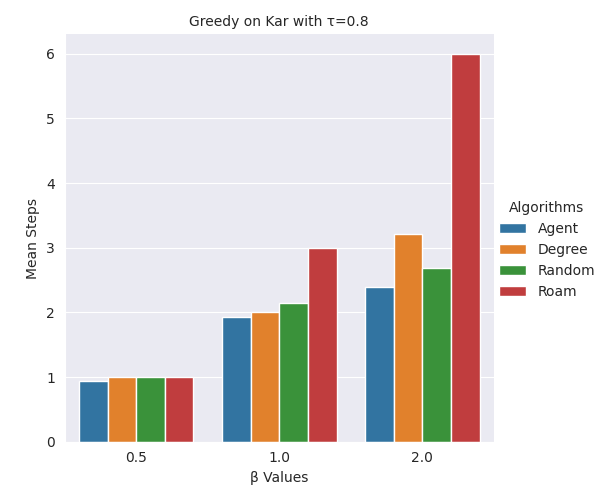 Greedy on Kar with τ=0.8
6
5
4
3
2
1
0
Mean Steps
0.5
1.0
2.0
β Values
Algorithms
Agent
Degree
Random
Roam